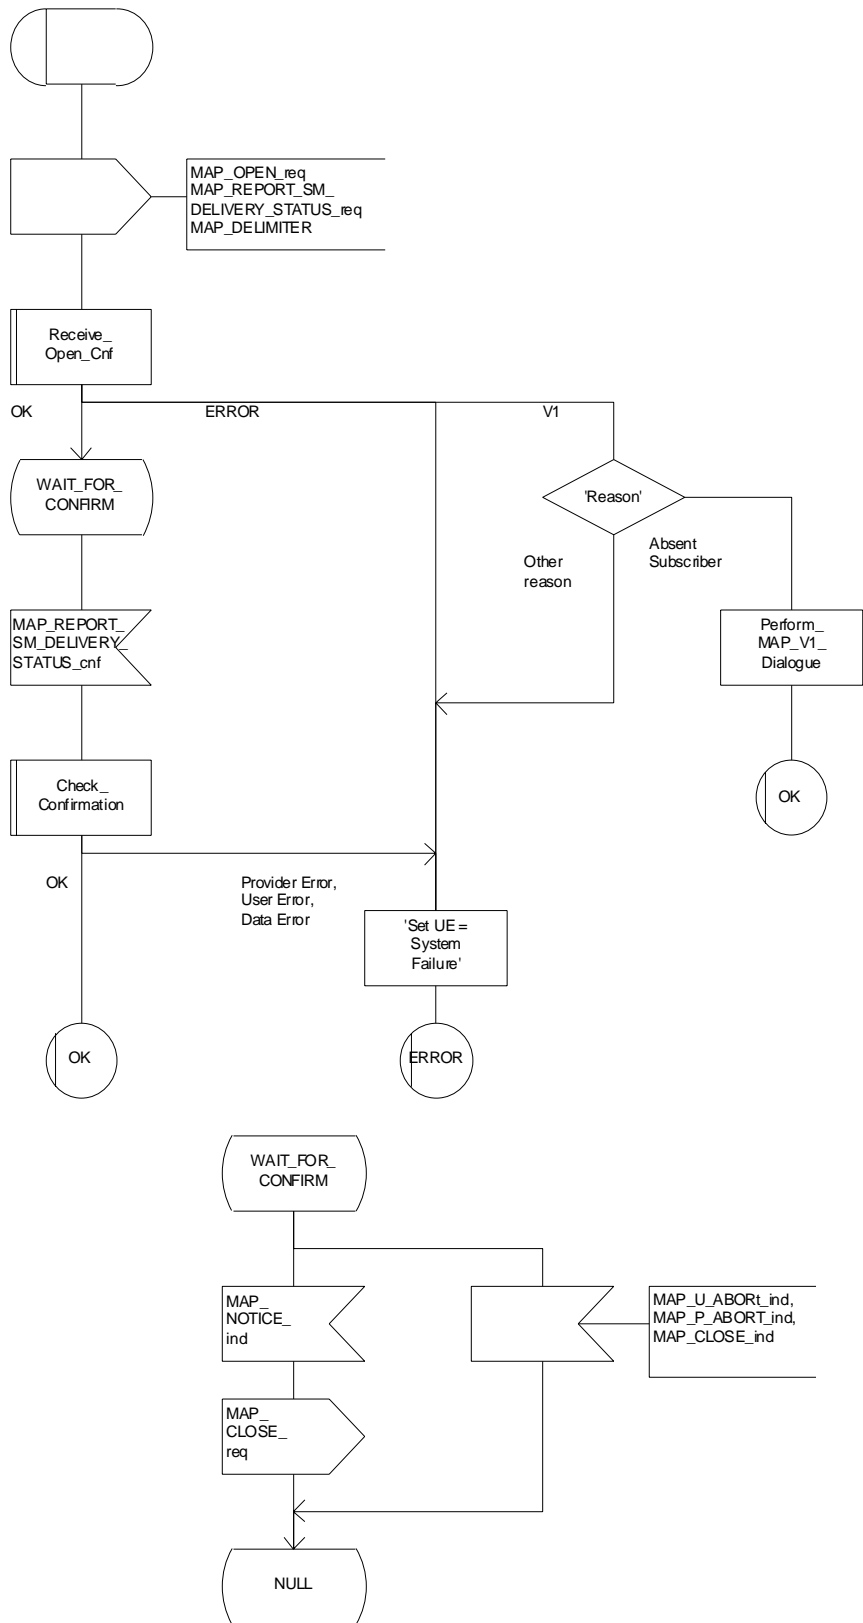 MAP_OPEN_req
MAP_REPORT_SM_
DELIVERY_STATUS_req
MAP_DELIMITER
Receive_
Open_Cnf
OK
ERROR
V1
WAIT_FOR_
CONFIRM
'Reason'
Other
reason
Absent
Subscriber
MAP_REPORT_
SM_DELIVERY_
STATUS_cnf
Perform_
MAP_V1_
Dialogue
Check_
Confirmation
OK
OK
Provider Error,
User Error,
Data Error
'Set UE =
System
Failure'
OK
ERROR
WAIT_FOR_
CONFIRM
MAP_
NOTICE_
ind
MAP_U_ABORt_ind,
MAP_P_ABORT_ind,
MAP_CLOSE_ind
MAP_
CLOSE_
req
NULL